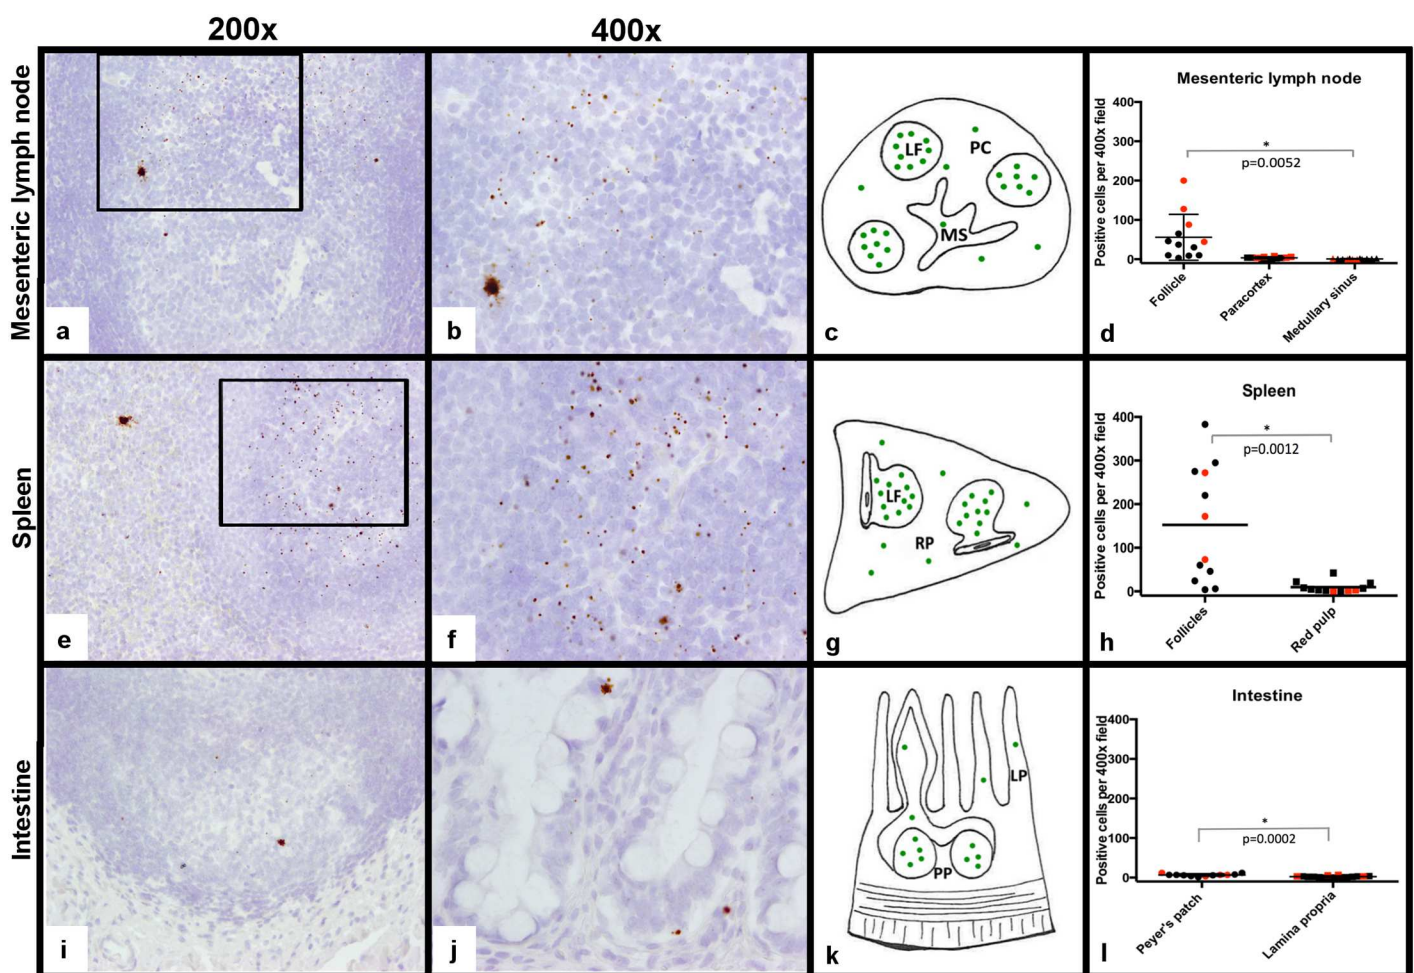 200x
400x
Mesenteric lymph node
a
b
LF
PC
MS
c
Mesenteric lymph node
Positive cells per 400x field
400
300
200
100
0
*
p=0.0052
Follicle
Paracortex
Medullary sinus
d
Spleen
e
f
LF
RP
g
Spleen
Positive cells per 400x field
400
300
200
100
0
*
p=0.0012
Follicles
Red pulp
h
Intestine
i
j
LP
PP
k
Intestine
Positive cells per 400x field
400
300
200
100
0
*
p=0.0002
Peyer's patch
Lamina propria
l